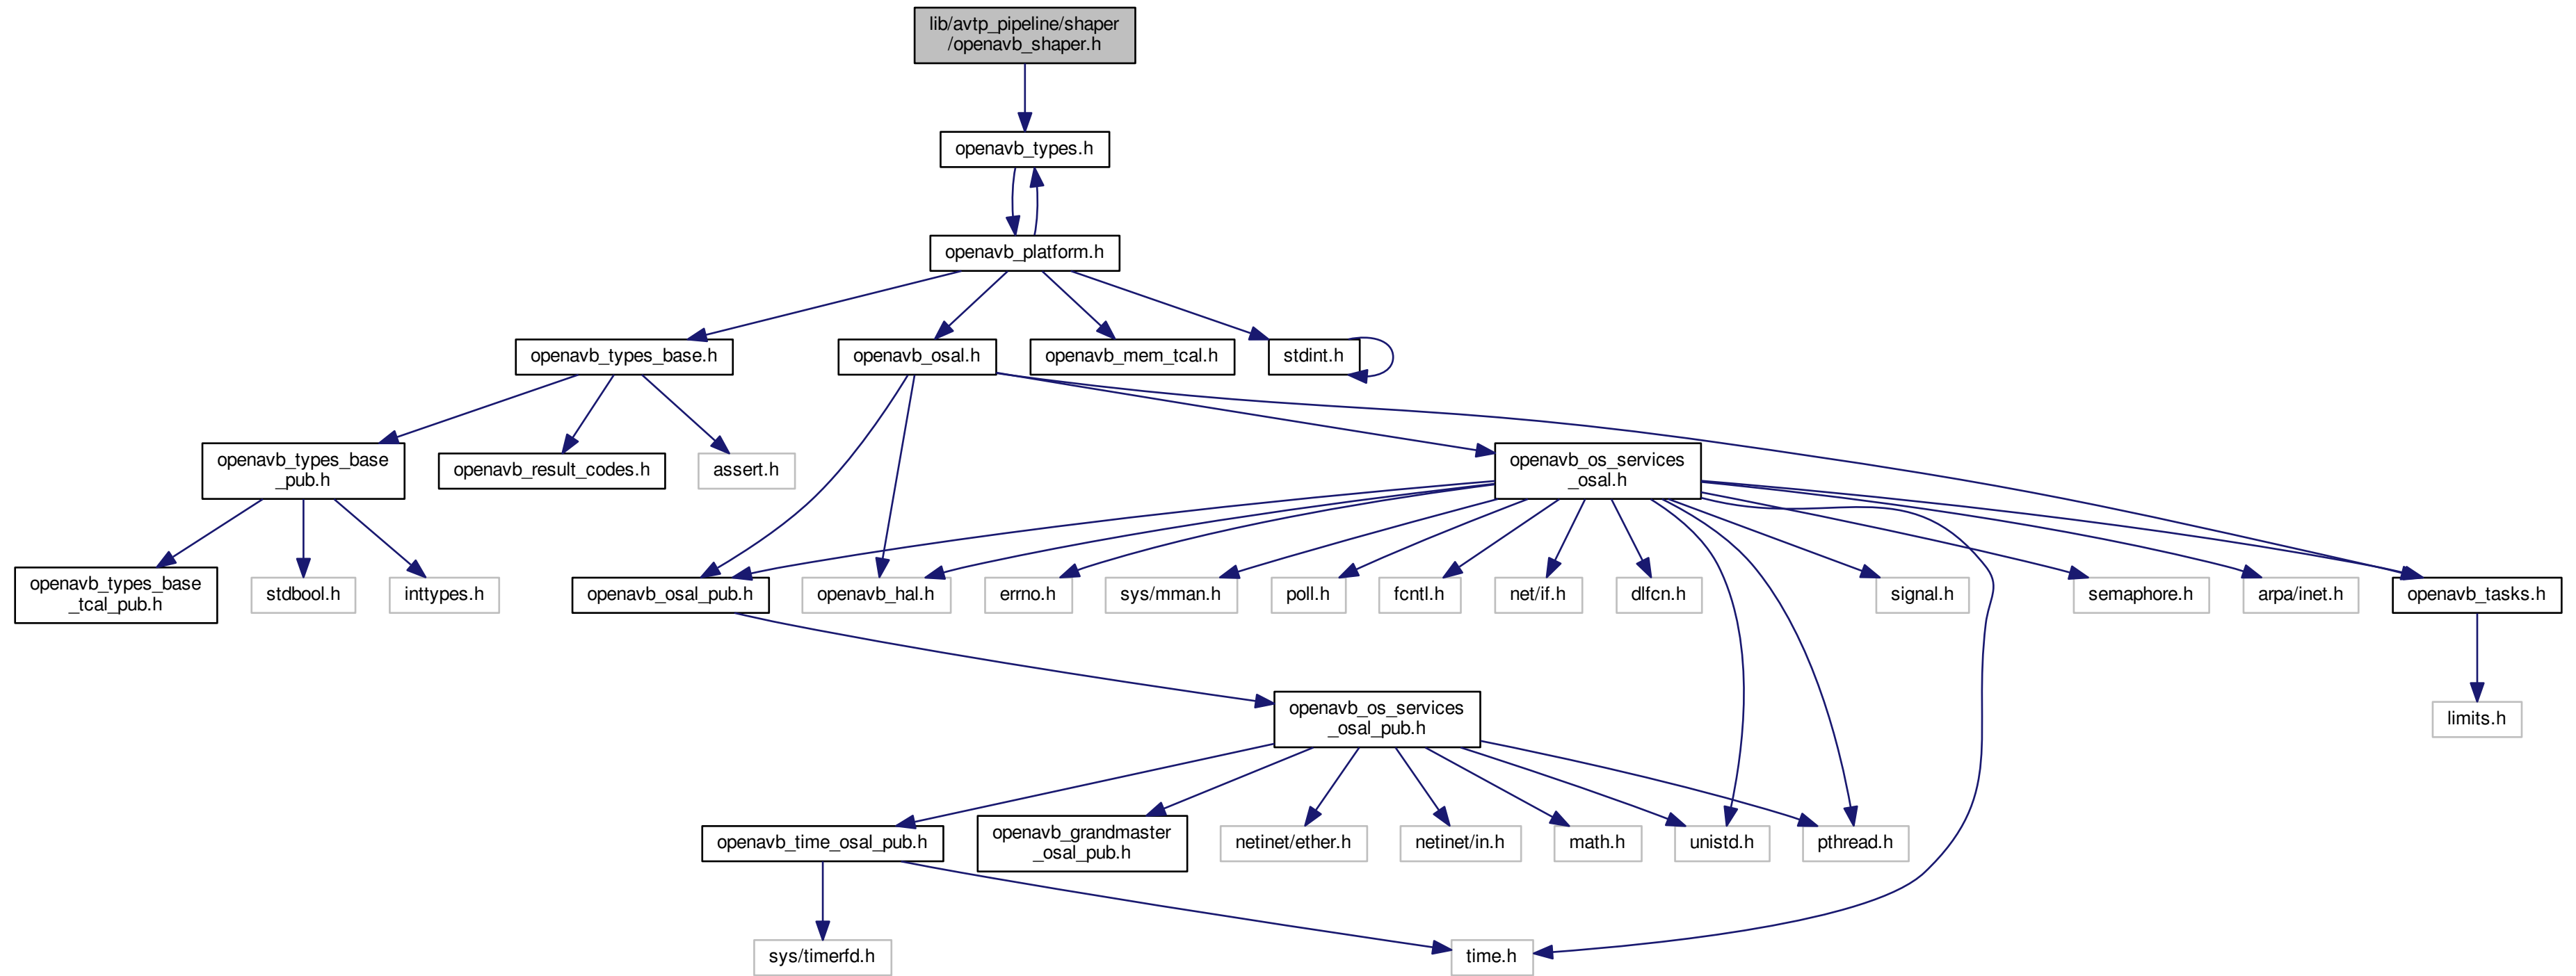 lib/avtp_pipeline/shaper
/openavb_shaper.h
openavb_types.h
openavb_platform.h
openavb_types_base.h
openavb_osal.h
openavb_mem_tcal.h
stdint.h
openavb_types_base
_pub.h
openavb_result_codes.h
assert.h
openavb_os_services
_osal.h
openavb_types_base
_tcal_pub.h
stdbool.h
inttypes.h
openavb_osal_pub.h
openavb_hal.h
errno.h
sys/mman.h
poll.h
fcntl.h
net/if.h
dlfcn.h
signal.h
semaphore.h
arpa/inet.h
openavb_tasks.h
openavb_os_services
_osal_pub.h
limits.h
openavb_time_osal_pub.h
openavb_grandmaster
_osal_pub.h
netinet/ether.h
netinet/in.h
math.h
unistd.h
pthread.h
sys/timerfd.h
time.h